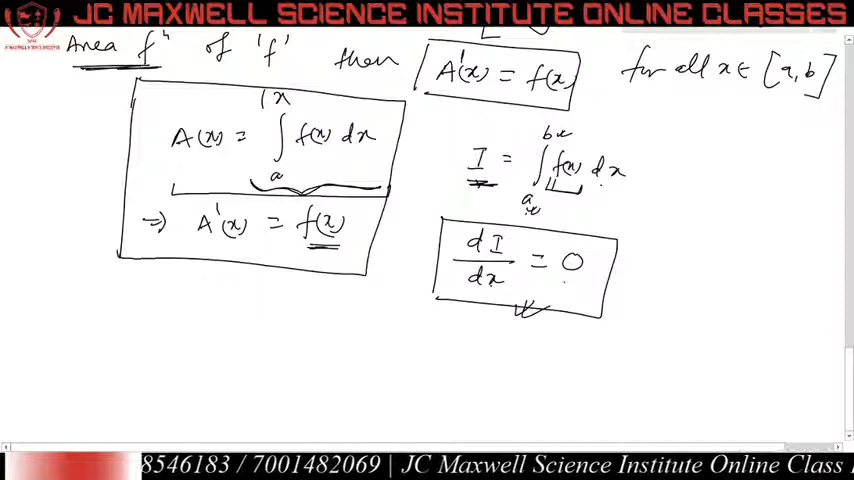 JC MAXWELL SCIENCE INSTITUTE ONLINE CLASSES
Area fⁿ of 'f' then A'(x) = f(x) for all x ∈ [a, b]
A(x) = ∫ₐˣ f(x) dx
I = ∫ₐᵇ f(x) dx
⇒ A'(x) = f(x)
dI/dx = 0
8546183 / 7001482069 | JC Maxwell Science Institute Online Class